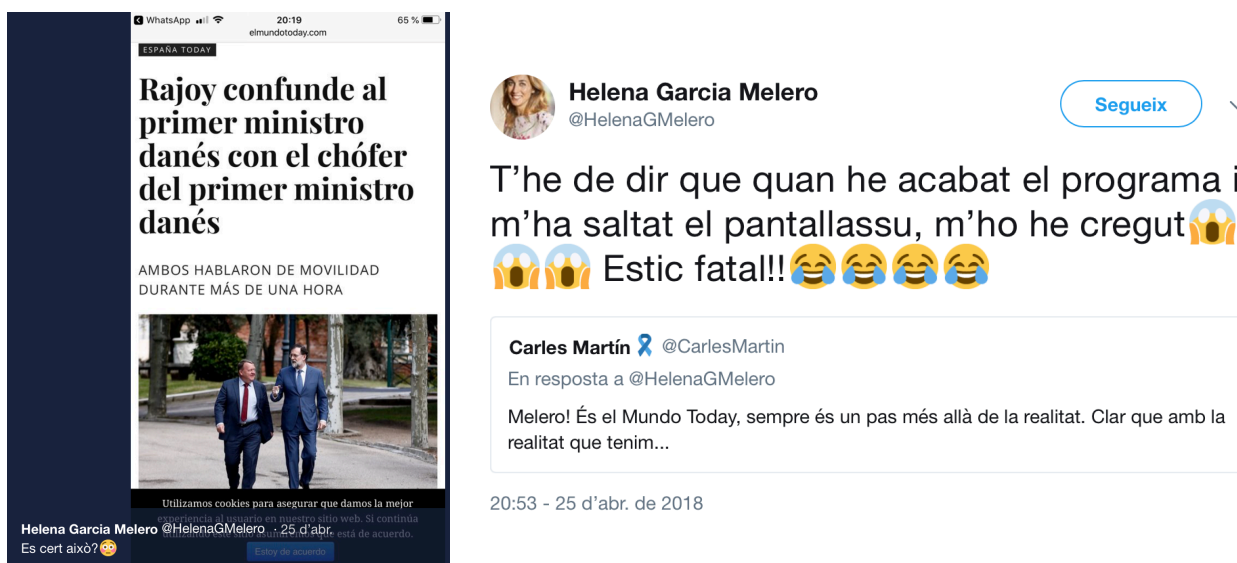 WhatsApp 20:19 65 %
elmundotoday.com
ESPAÑA TODAY
Rajoy confunde al
primer ministro
danés con el chófer
del primer ministro
danés
AMBOS HABLARON DE MOVILIDAD
DURANTE MÁS DE UNA HORA
Utilizamos cookies para asegurar que damos la mejor
experiencia al usuario en nuestro sitio web. Si continúa
utilizando este sitio asumiremos que está de acuerdo.
Estoy de acuerdo
Helena Garcia Melero @HelenaGMelero · 25 d’abr.
Es cert això?😳
Helena Garcia Melero
@HelenaGMelero
Segueix
T’he de dir que quan he acabat el programa i
m’ha saltat el pantallassu, m’ho he cregut😱
😱😱 Estic fatal!!😂😂😂😂
Carles Martín🎗 @CarlesMartin
En resposta a @HelenaGMelero
Melero! És el Mundo Today, sempre és un pas més allà de la realitat. Clar que amb la
realitat que tenim...
20:53 - 25 d’abr. de 2018